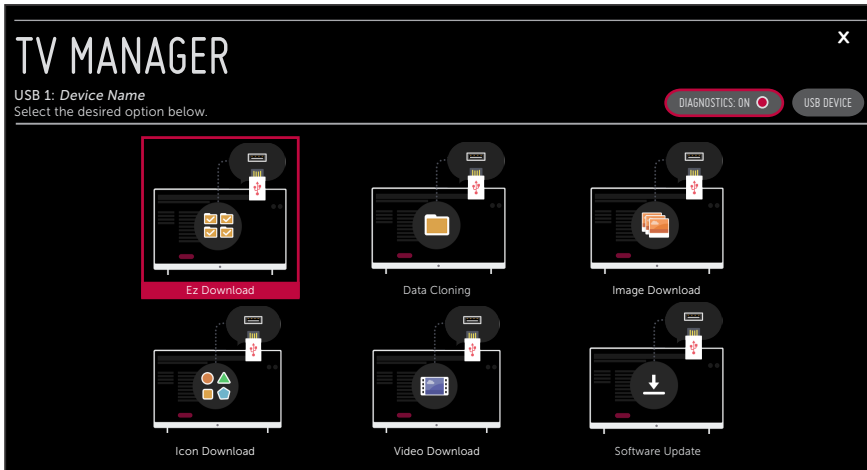 X
TV MANAGER
USB 1: Device Name
Select the desired option below.
DIAGNOSTICS: ON
USB DEVICE
Ez Download
Data Cloning
Image Download
Icon Download
Video Download
Software Update